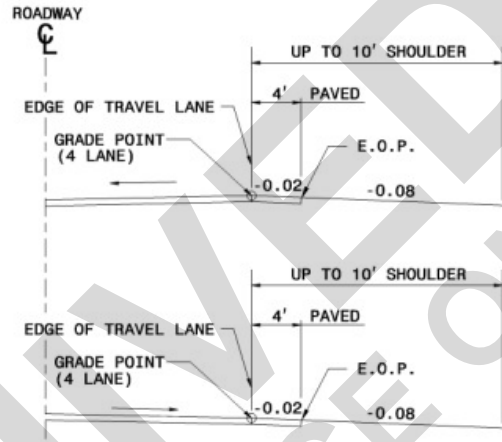 ROADWAY
CL
UP TO 10' SHOULDER
EDGE OF TRAVEL LANE
4' PAVED
GRADE POINT
(4 LANE)
E.O.P.
-0.02
-0.08
UP TO 10' SHOULDER
EDGE OF TRAVEL LANE
4' PAVED
GRADE POINT
(4 LANE)
E.O.P.
-0.02
-0.08